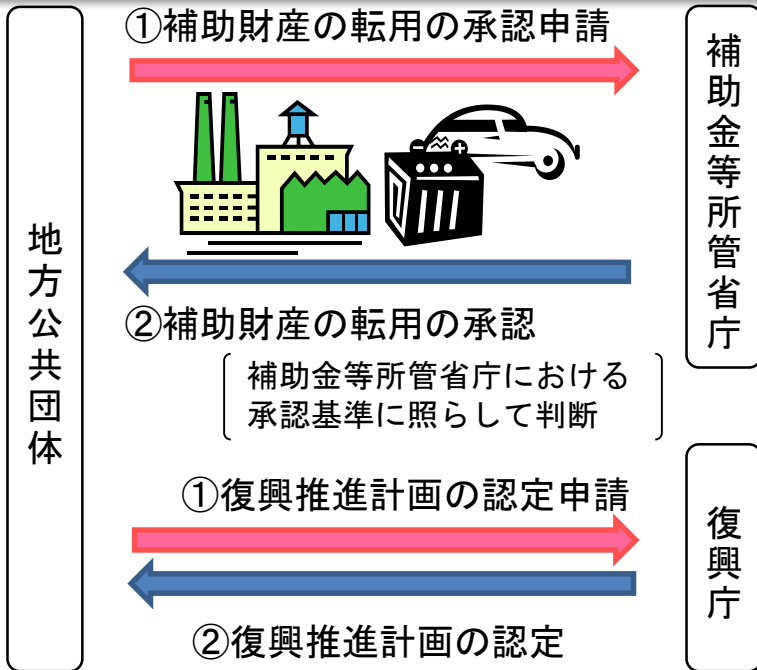 ①補助財産の転用の承認申請
地方公共団体
補助金等所管省庁
②補助財産の転用の承認
補助金等所管省庁における
承認基準に照らして判断
①復興推進計画の認定申請
復興庁
②復興推進計画の認定